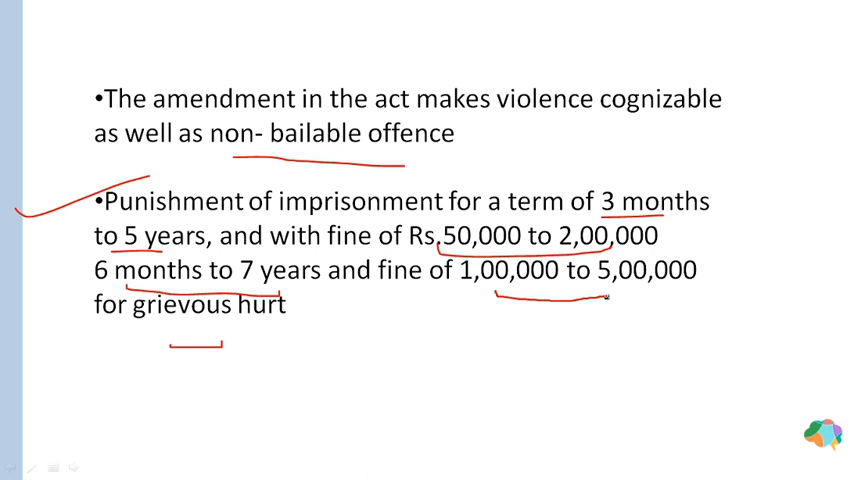 •The amendment in the act makes violence cognizable
as well as non- bailable offence
•Punishment of imprisonment for a term of 3 months
to 5 years, and with fine of Rs.50,000 to 2,00,000
6 months to 7 years and fine of 1,00,000 to 5,00,000
for grievous hurt